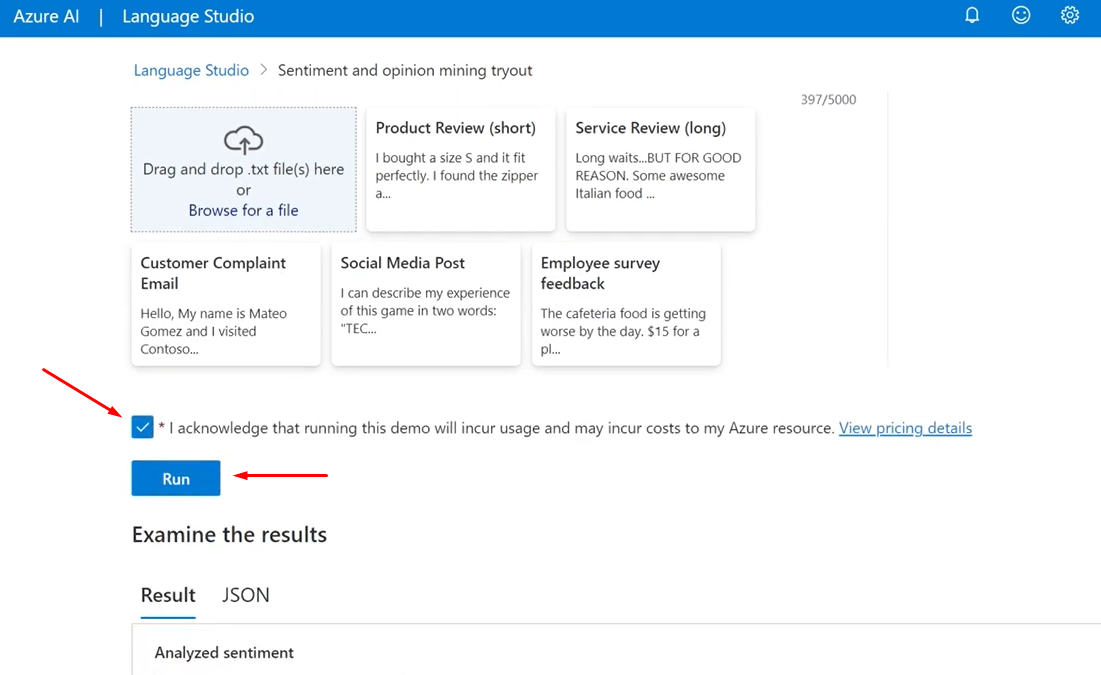 Azure AI | Language Studio
Language Studio > Sentiment and opinion mining tryout
397/5000
Drag and drop .txt file(s) here
or
Browse for a file
Product Review (short)
I bought a size S and it fit
perfectly. I found the zipper
a...
Service Review (long)
Long waits...BUT FOR GOOD
REASON. Some awesome
Italian food ...
Customer Complaint
Email
Hello, My name is Mateo
Gomez and I visited
Contoso...
Social Media Post
I can describe my experience
of this game in two words:
"TEC...
Employee survey
feedback
The cafeteria food is getting
worse by the day. $15 for a
pl...
* I acknowledge that running this demo will incur usage and may incur costs to my Azure resource. View pricing details
Run
Examine the results
Result JSON
Analyzed sentiment